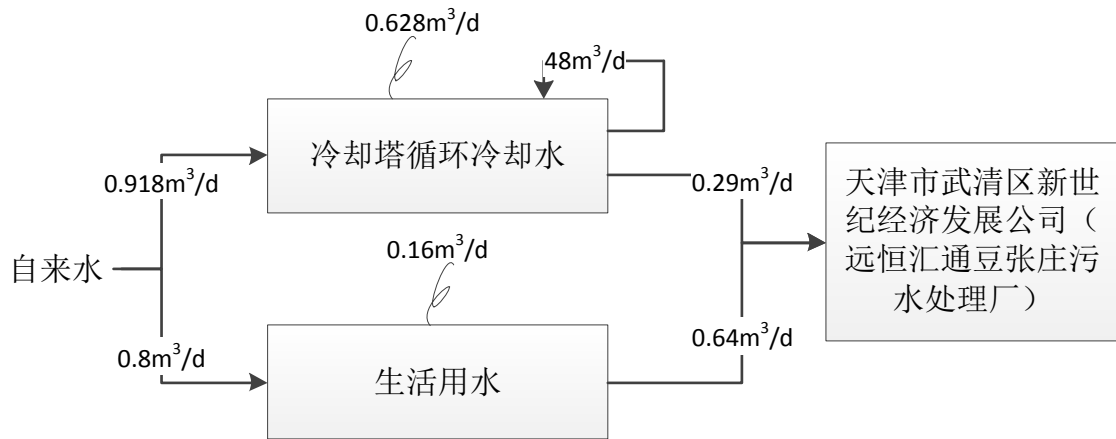 0.628m³/d
48m³/d
冷却塔循环冷却水
0.918m³/d
0.29m³/d
天津市武清区新世
纪经济发展公司（
远恒汇通豆张庄污
水处理厂）
自来水
0.16m³/d
0.8m³/d
0.64m³/d
生活用水